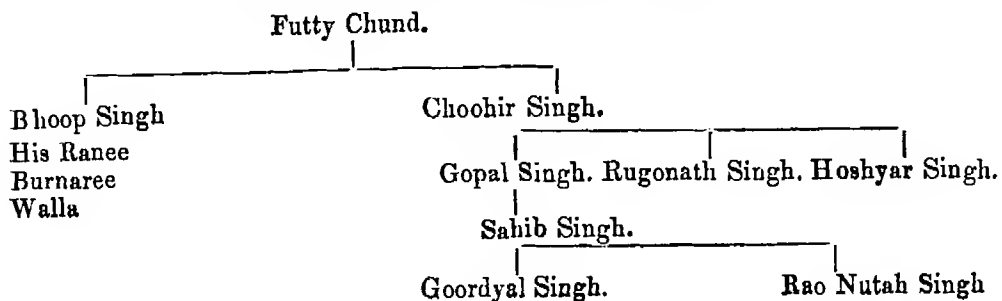 Futty Chund.
Bhoop Singh
His Ranee
Burnaree
Walla
Choohir Singh.
Gopal Singh. Rugonath Singh. Hoshyar Singh.
Sahib Singh.
Goordyal Singh. Rao Nutah Singh